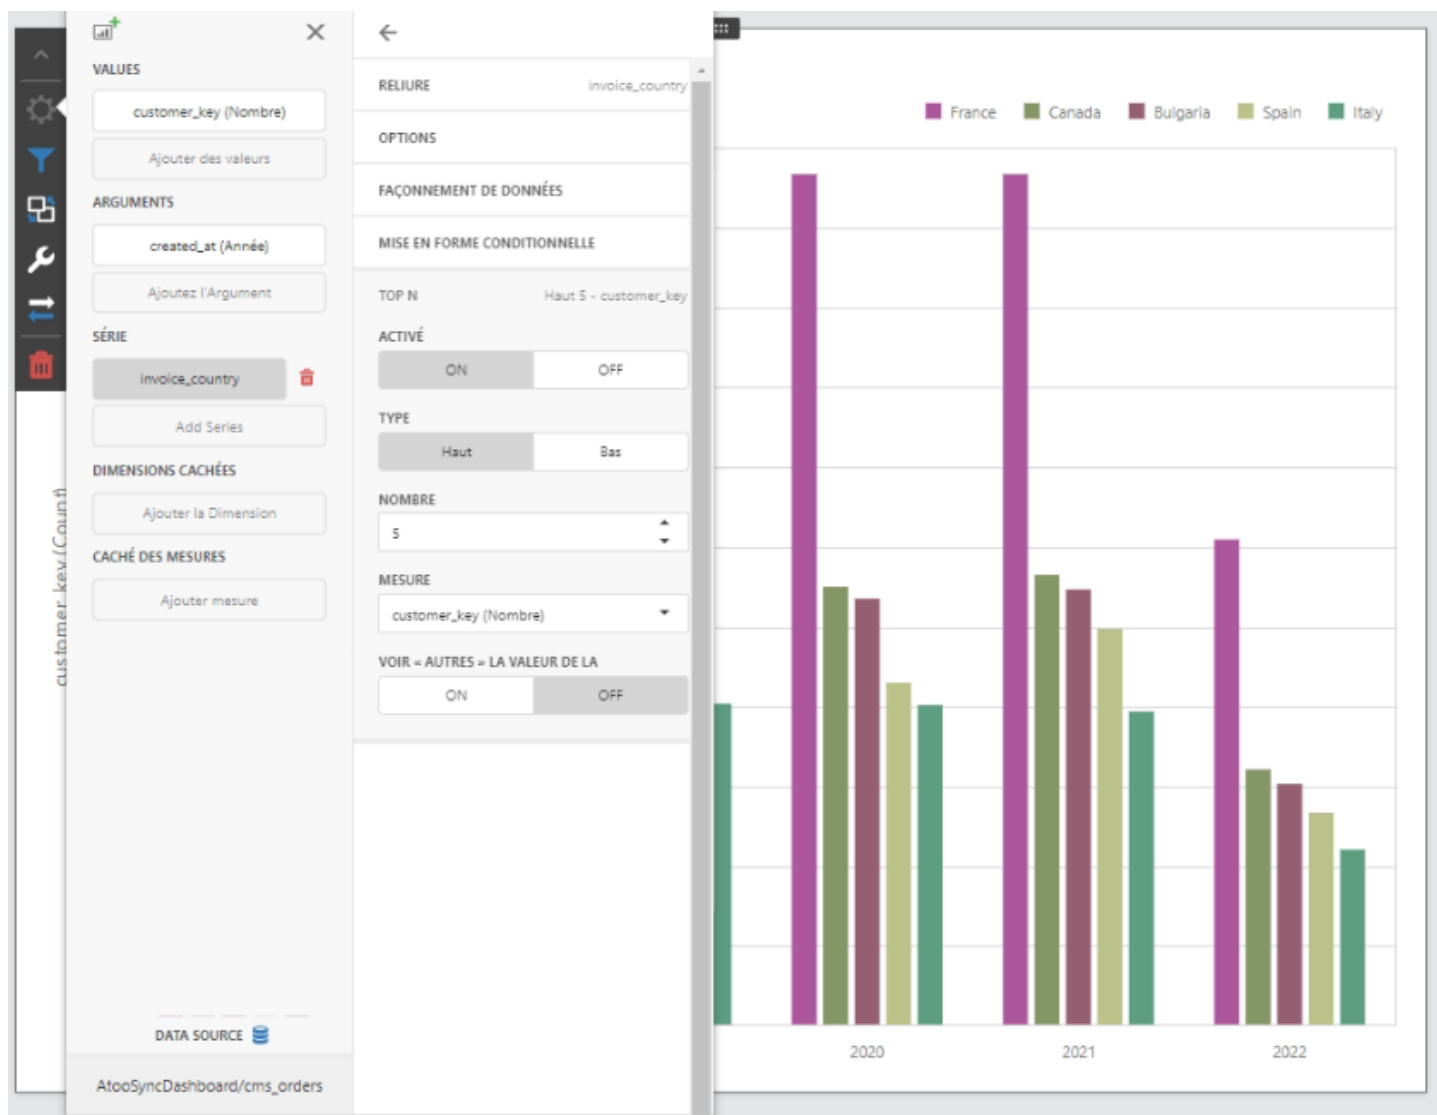 VALUES
customer_key (Nombre)
Ajouter des valeurs
ARGUMENTS
created_at (Année)
Ajoutez l'Argument
SÉRIE
invoice_country
Add Series
DIMENSIONS CACHÉES
Ajouter la Dimension
CACHÉ DES MESURES
Ajouter mesure
DATA SOURCE
AtooSyncDashboard/cms_orders
RELIURE invoice_country
OPTIONS
FAÇONNEMENT DE DONNÉES
MISE EN FORME CONDITIONNELLE
TOP N Haut 5 - customer_key
ACTIVÉ
ON OFF
TYPE
Haut Bas
NOMBRE
5
MESURE
customer_key (Nombre)
VOIR « AUTRES » LA VALEUR DE LA
ON OFF
customer_key (Count)
France Canada Bulgaria Spain Italy
2020 2021 2022